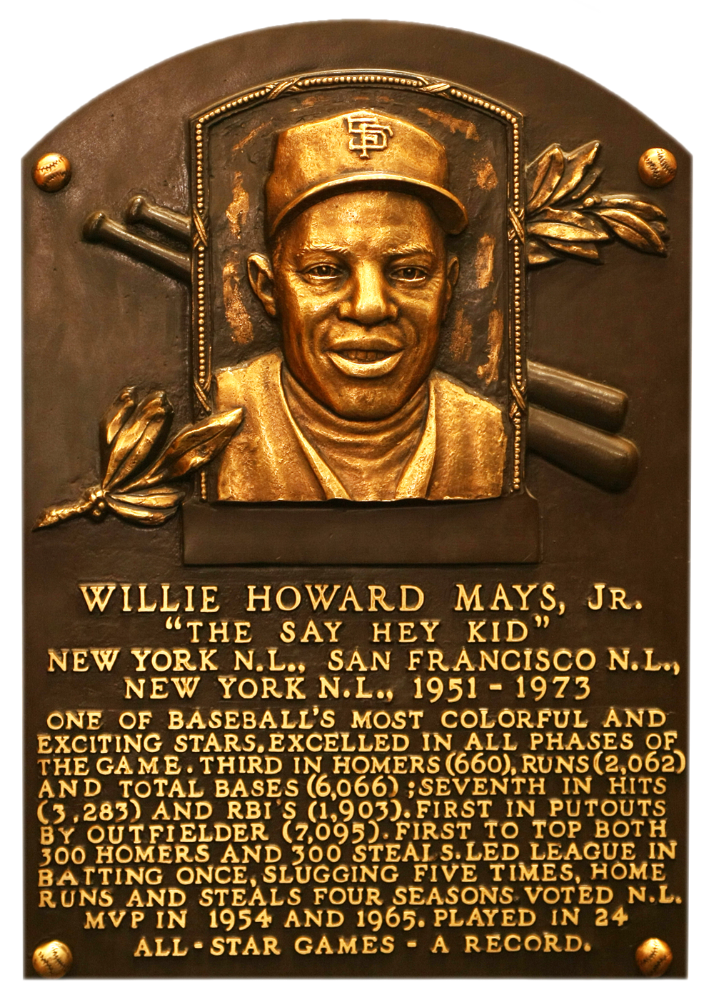 SF
WILLIE HOWARD MAYS, JR.
"THE SAY HEY KID"
NEW YORK N.L., SAN FRANCISCO N.L.,
NEW YORK N.L., 1951 - 1973
ONE OF BASEBALL'S MOST COLORFUL AND
EXCITING STARS. EXCELLED IN ALL PHASES OF
THE GAME. THIRD IN HOMERS (660), RUNS (2,062)
AND TOTAL BASES (6,066); SEVENTH IN HITS
(3,283) AND RBI'S (1,903). FIRST IN PUTOUTS
BY OUTFIELDER (7,095). FIRST TO TOP BOTH
300 HOMERS AND 300 STEALS. LED LEAGUE IN
BATTING ONCE, SLUGGING FIVE TIMES, HOME
RUNS AND STEALS FOUR SEASONS. VOTED N.L.
MVP IN 1954 AND 1965. PLAYED IN 24
ALL-STAR GAMES - A RECORD.